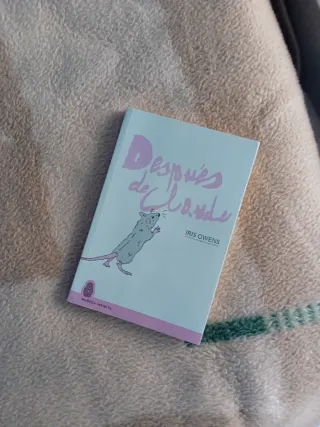 Después
de Claude
IRIS OWENS